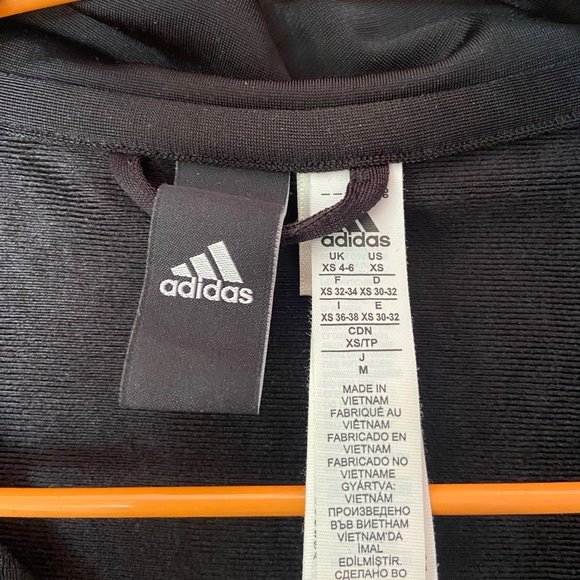 adidas
adidas
UK US
XS 4-6 XS
F D
XS 32-34 XS 30-32
I E
XS 36-38 XS 30-32
CDN
XS/TP
J
M
MADE IN
VIETNAM
FABRIQUÉ AU
VIÊTNAM
FABRICADO EN
VIETNAM
FABRICADO NO
VIETNAME
GYÁRTVA:
VIETNÁM
ПРОИЗВЕДЕНО
ВЪВ ВИЕТНАМ
VİETNAM'DA
İMAL
EDİLMİŞTİR.
СДЕЛАНО ВО